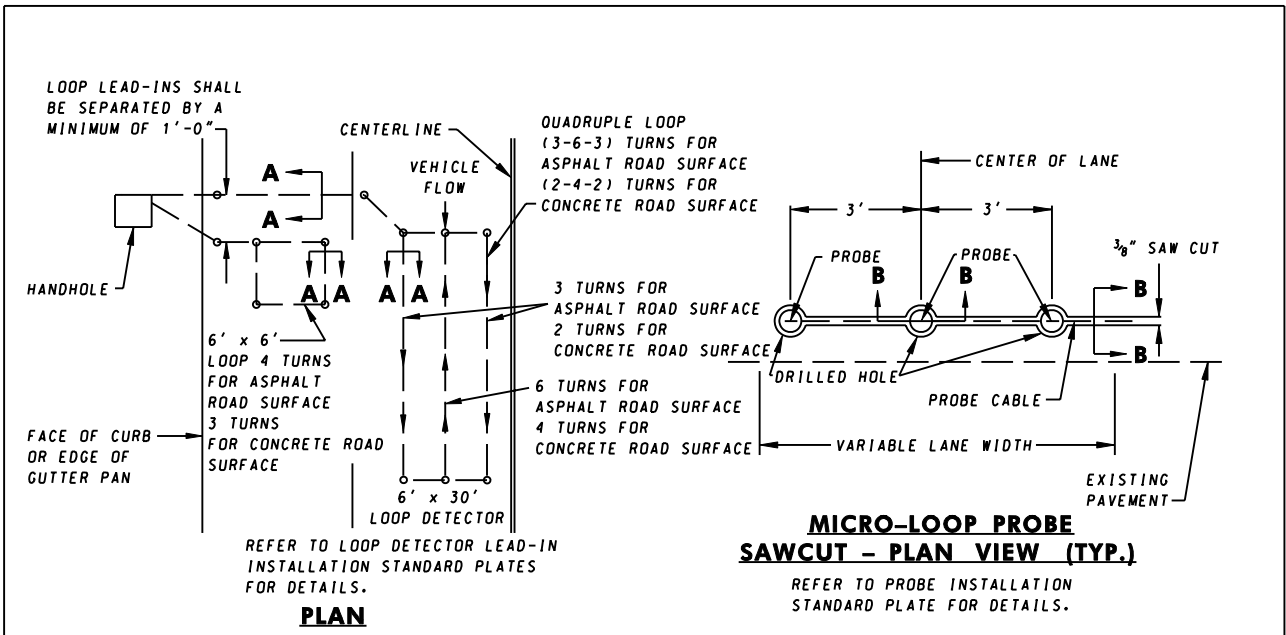 LOOP LEAD-INS SHALL
BE SEPARATED BY A
MINIMUM OF 1'-0"
CENTERLINE
VEHICLE
FLOW
QUADRUPLE LOOP
(3-6-3) TURNS FOR
ASPHALT ROAD SURFACE
(2-4-2) TURNS FOR
CONCRETE ROAD SURFACE
A
A
A A
A A
HANDHOLE
6' x 6'
LOOP 4 TURNS
FOR ASPHALT
ROAD SURFACE
3 TURNS
FOR CONCRETE ROAD
SURFACE
3 TURNS FOR
ASPHALT ROAD SURFACE
2 TURNS FOR
CONCRETE ROAD SURFACE
6 TURNS FOR
ASPHALT ROAD SURFACE
4 TURNS FOR
CONCRETE ROAD SURFACE
FACE OF CURB
OR EDGE OF
GUTTER PAN
6' x 30'
LOOP DETECTOR
REFER TO LOOP DETECTOR LEAD-IN
INSTALLATION STANDARD PLATES
FOR DETAILS.
PLAN
CENTER OF LANE
3' 3'
3/8" SAW CUT
PROBE PROBE
B B
B
B
DRILLED HOLE
PROBE CABLE
VARIABLE LANE WIDTH
EXISTING
PAVEMENT
MICRO-LOOP PROBE
SAWCUT - PLAN VIEW (TYP.)
REFER TO PROBE INSTALLATION
STANDARD PLATE FOR DETAILS.